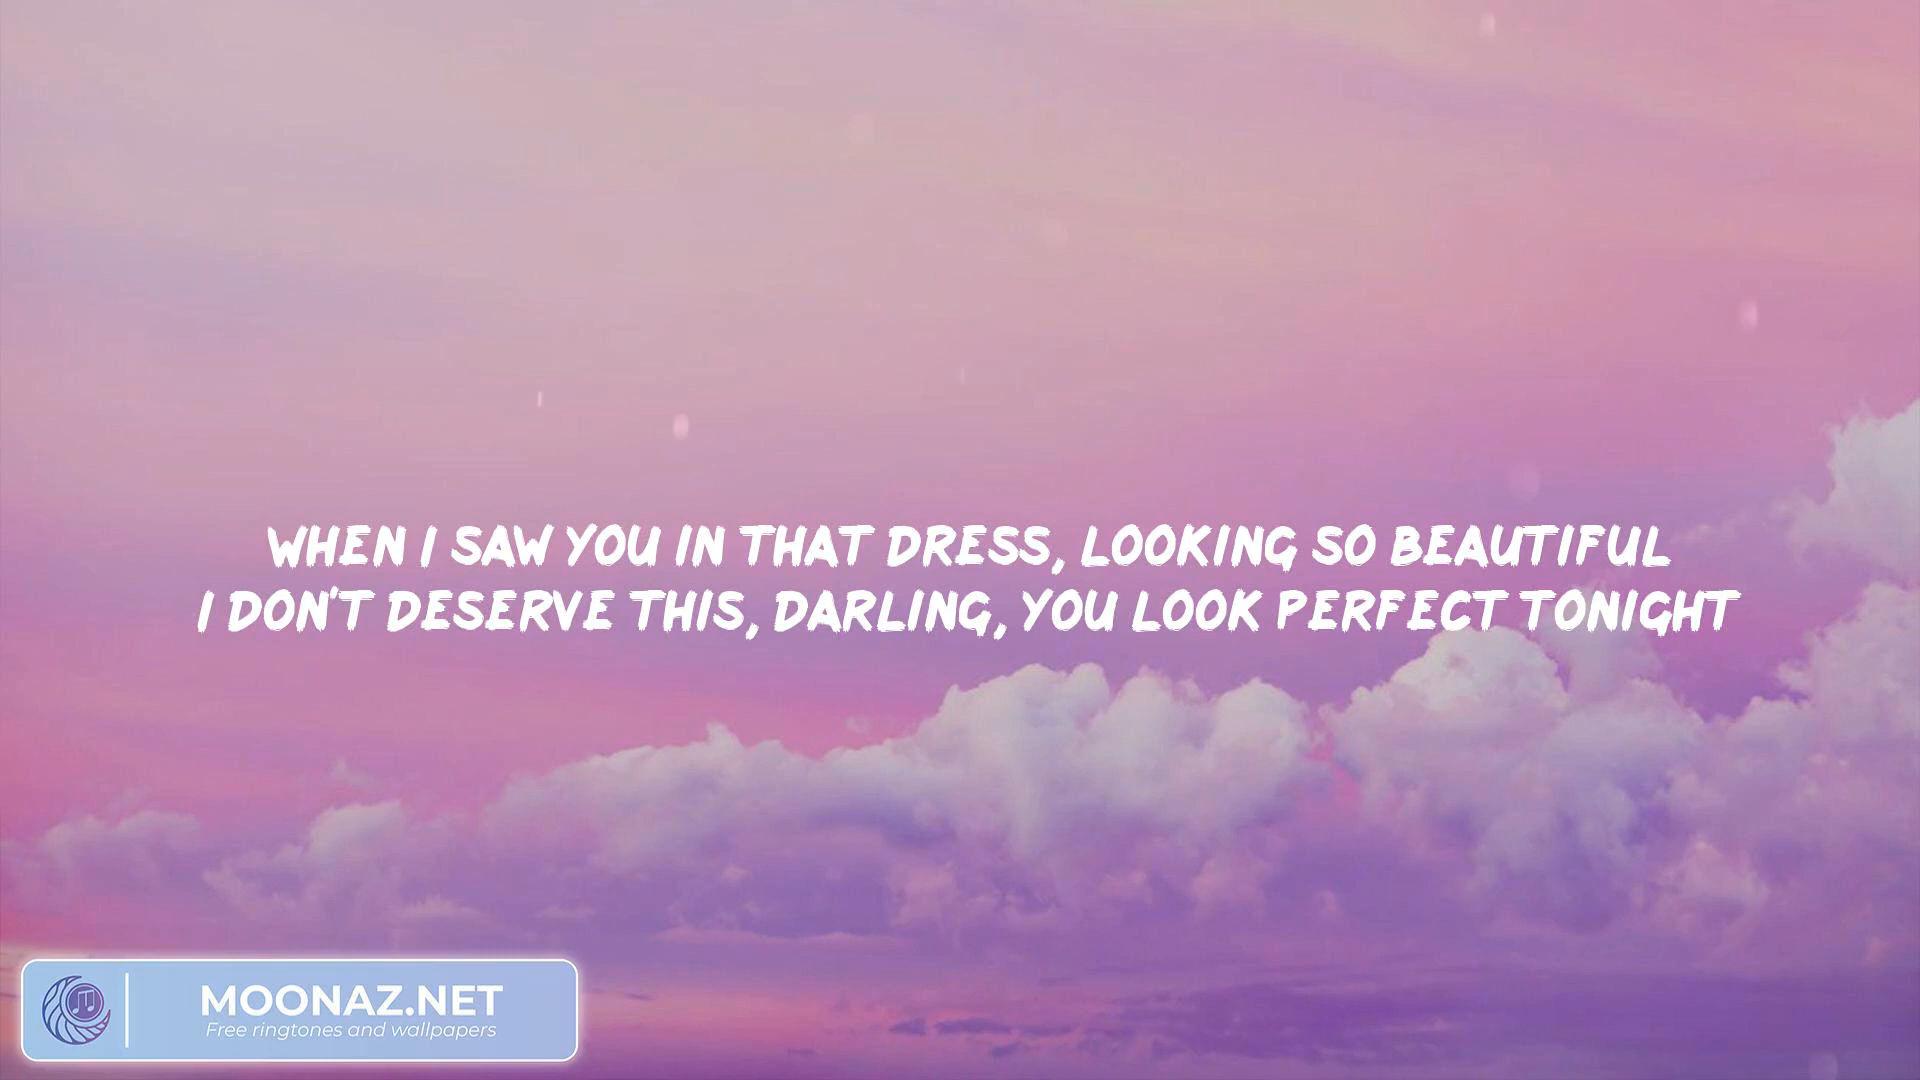 WHEN I SAW YOU IN THAT DRESS, LOOKING SO BEAUTIFUL
I DON'T DESERVE THIS, DARLING, YOU LOOK PERFECT TONIGHT
MOONAZ.NET
Free ringtones and wallpapers